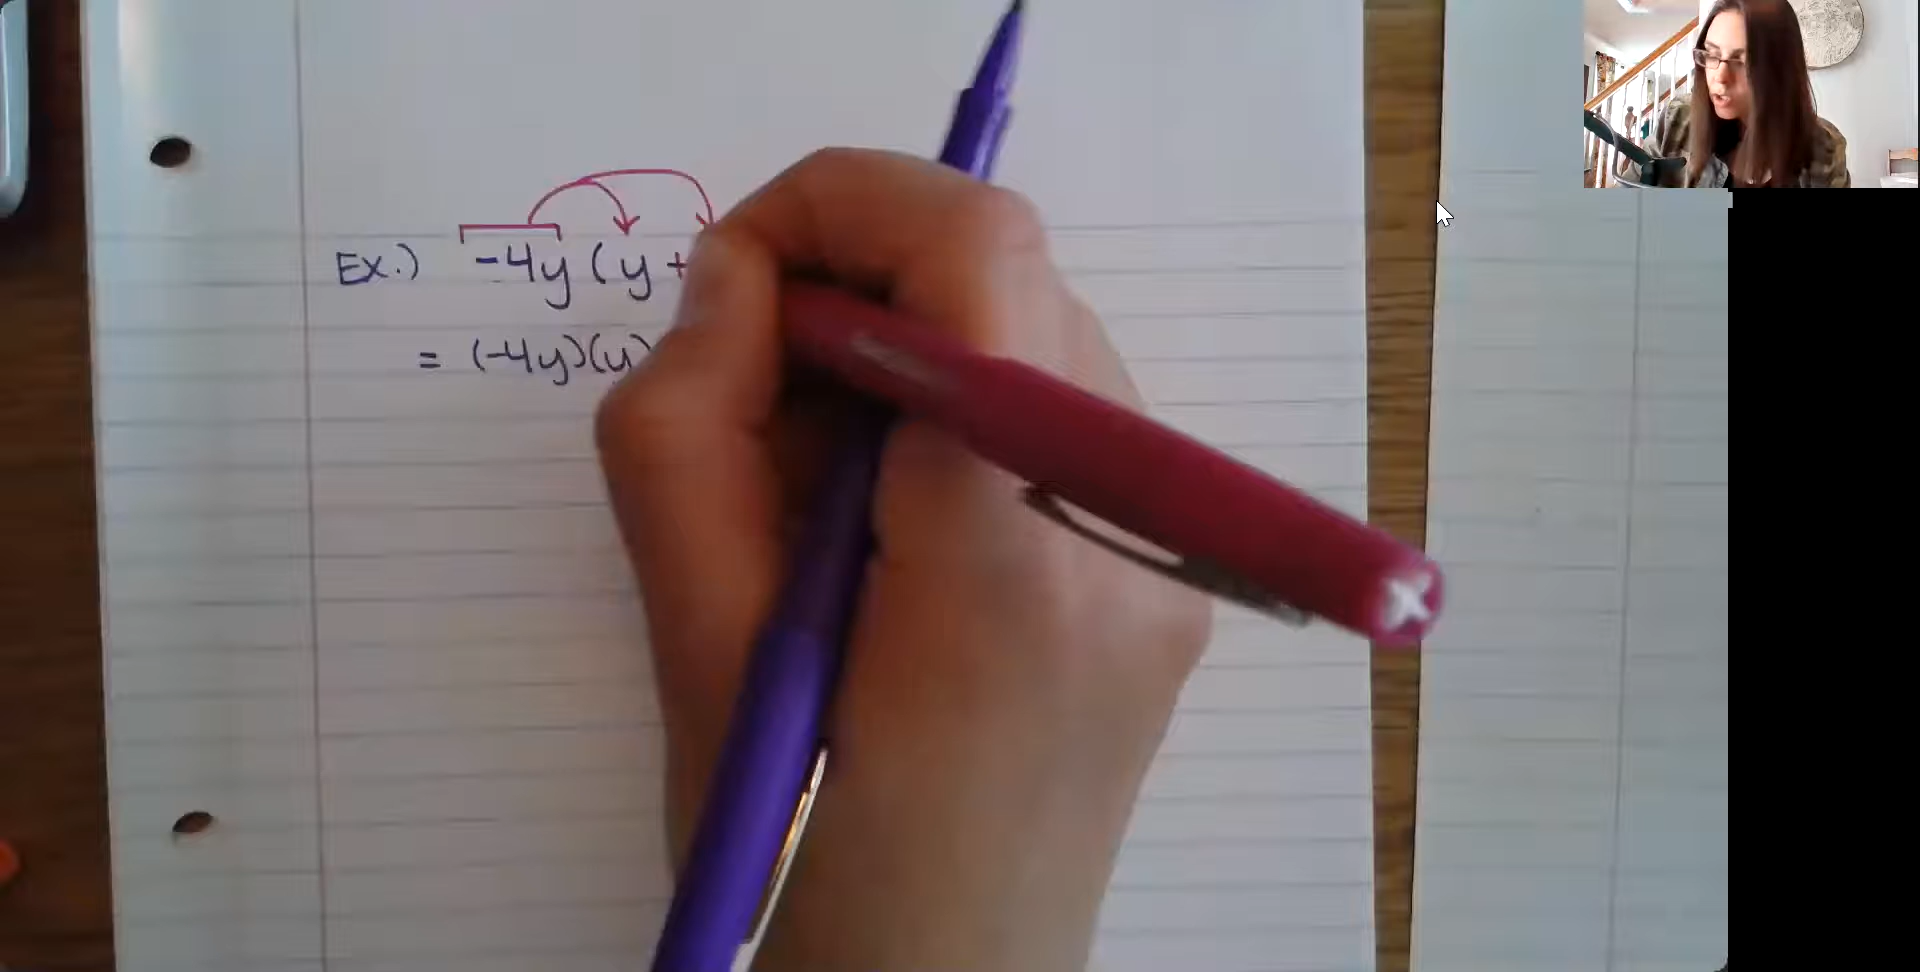 Ex.) -4y (y +
= (-4y)(y)